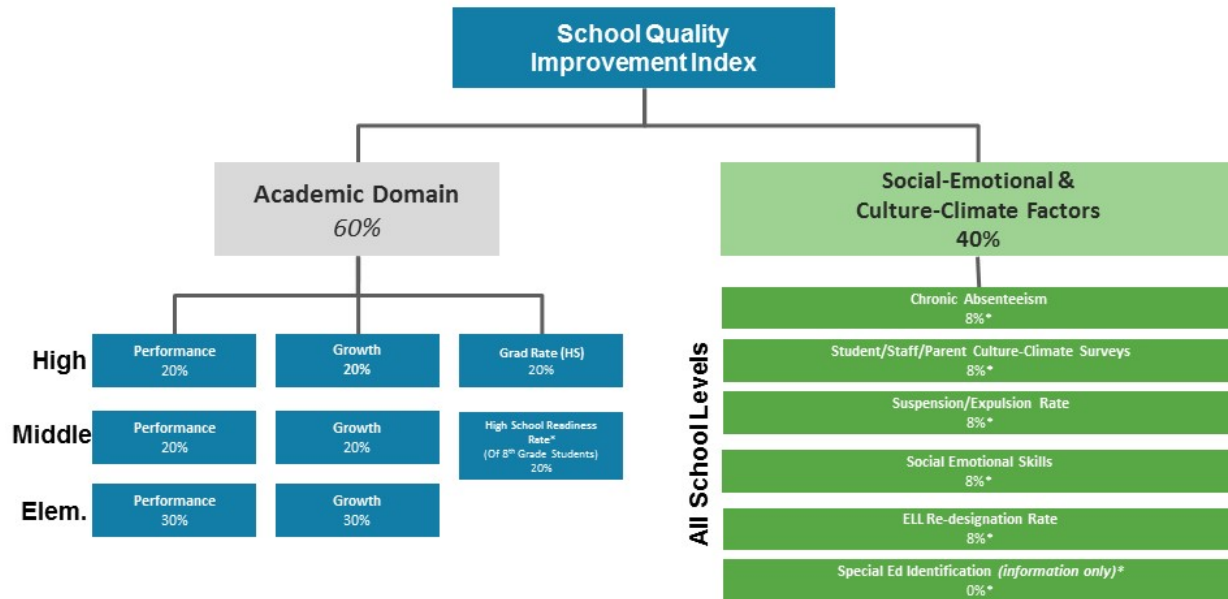 School Quality
Improvement Index
Academic Domain
60%
Social-Emotional &
Culture-Climate Factors
40%
High
Performance
20%
Growth
20%
Grad Rate (HS)
20%
Middle
Performance
20%
Growth
20%
High School Readiness
Rate*
(Of 8th Grade Students)
20%
Elem.
Performance
30%
Growth
30%
All School Levels
Chronic Absenteeism
8%*
Student/Staff/Parent Culture-Climate Surveys
8%*
Suspension/Expulsion Rate
8%*
Social Emotional Skills
8%*
ELL Re-designation Rate
8%*
Special Ed Identification (information only)*
0%*